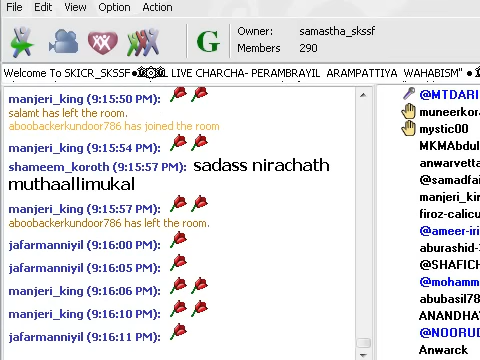 File Edit View Option Action
G Owner: samastha_skssf
Members 290
Welcome To SKICR_SSKF LIVE CHARCHA- PERAMBRAYIL ARAMPATTIYA WAHABISM"
manjeri_king (9:15:50 PM):
salamt has left the room.
aboobackerkundoor786 has joined the room
manjeri_king (9:15:54 PM):
shameem_koroth (9:15:57 PM): sadass nirachath
muthaallimukal
manjeri_king (9:15:57 PM):
aboobackerkundoor786 has left the room.
jafarmanniyil (9:16:00 PM):
jafarmanniyil (9:16:05 PM):
manjeri_king (9:16:06 PM):
manjeri_king (9:16:10 PM):
jafarmanniyil (9:16:11 PM):
@MTDARI
muneerkor
mystic00
MKMAbdul
anwarvetta
@samadfai
manjeri_kin
firoz-calicu
@ameer-iri
aburashid-3
@SHAFICH
@mohamm
abubasil78
ANANDHA
@NOORUD
Anwarck